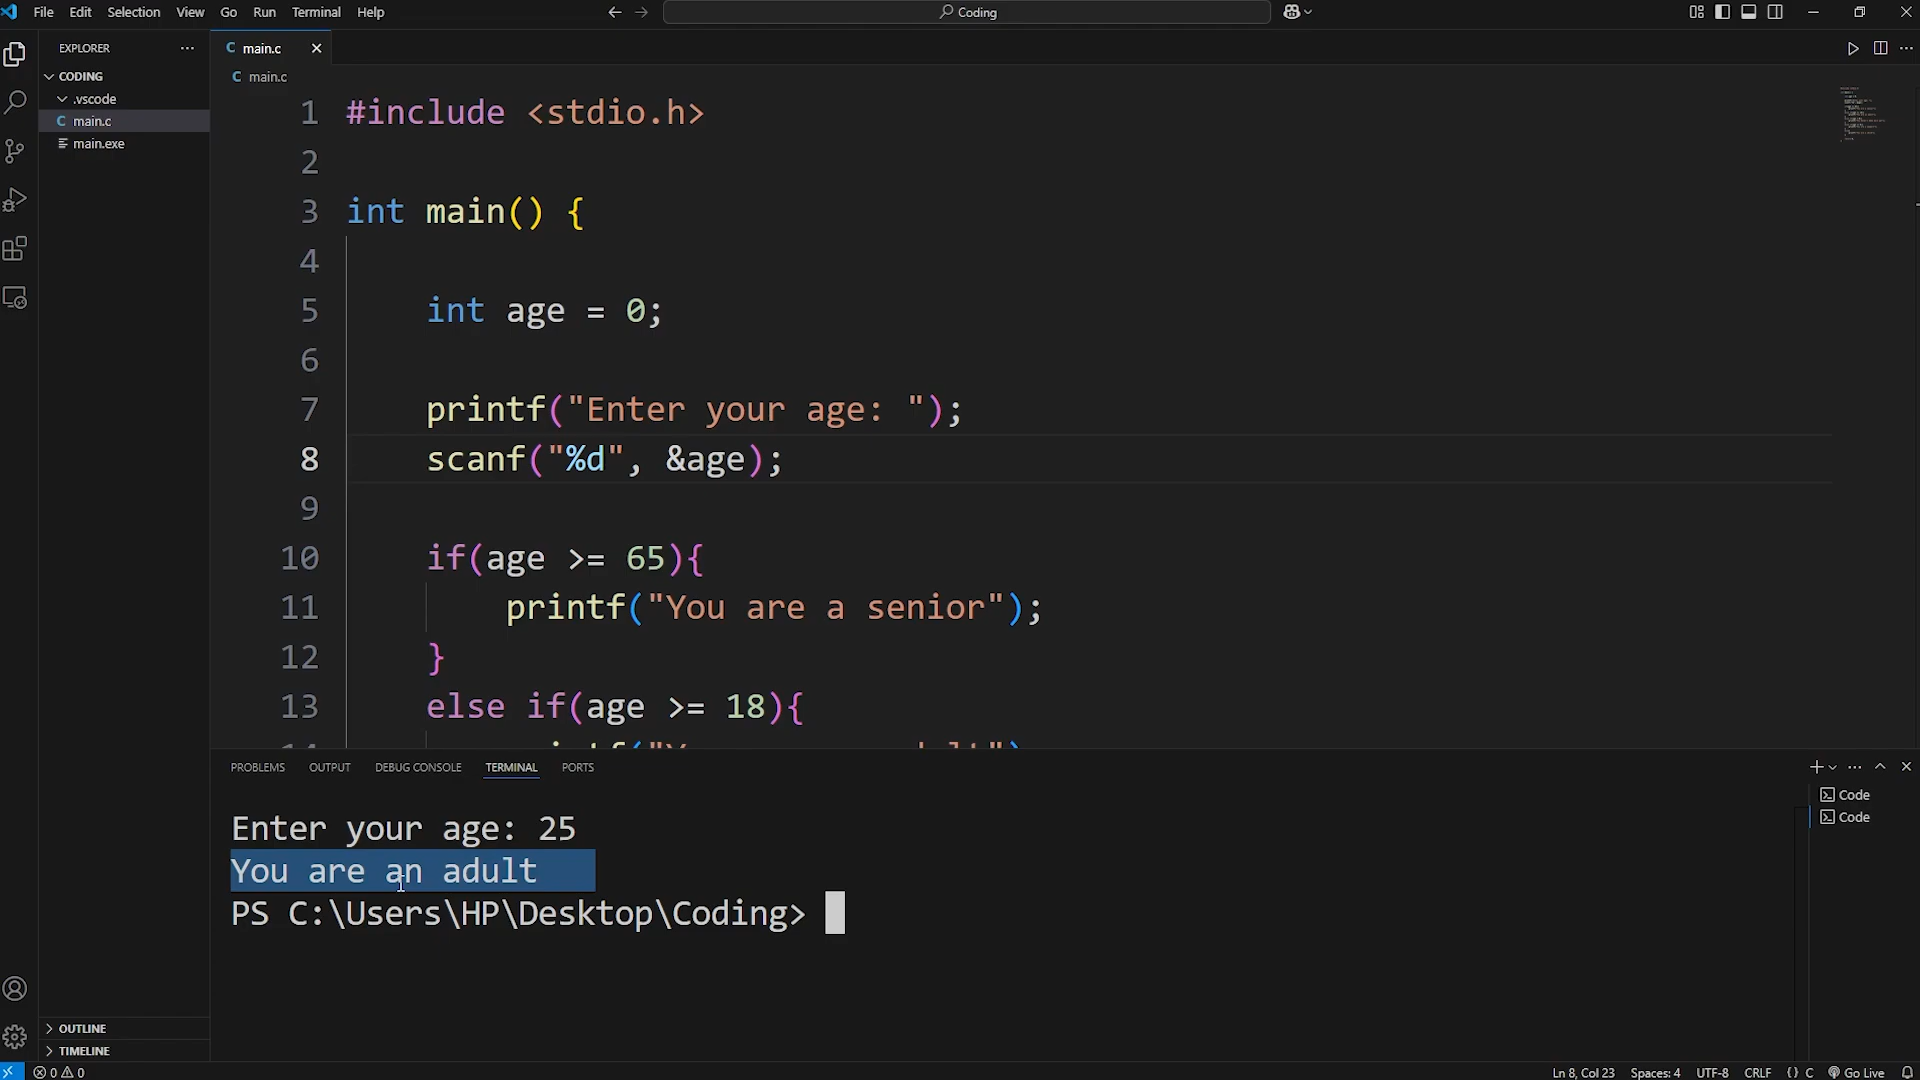 File Edit Selection View Go Run Terminal Help
Coding
EXPLORER
CODING
.vscode
C main.c
main.exe
OUTLINE
TIMELINE
C main.c
C main.c
1 #include <stdio.h>
2
3 int main() {
4
5 int age = 0;
6
7 printf("Enter your age: ");
8 scanf("%d", &age);
9
10 if(age >= 65){
11 printf("You are a senior");
12 }
13 else if(age >= 18){
PROBLEMS OUTPUT DEBUG CONSOLE TERMINAL PORTS
Enter your age: 25
You are an adult
PS C:\Users\HP\Desktop\Coding>
Code
Code
0 0
Ln 8, Col 23 Spaces: 4 UTF-8 CRLF {} C Go Live